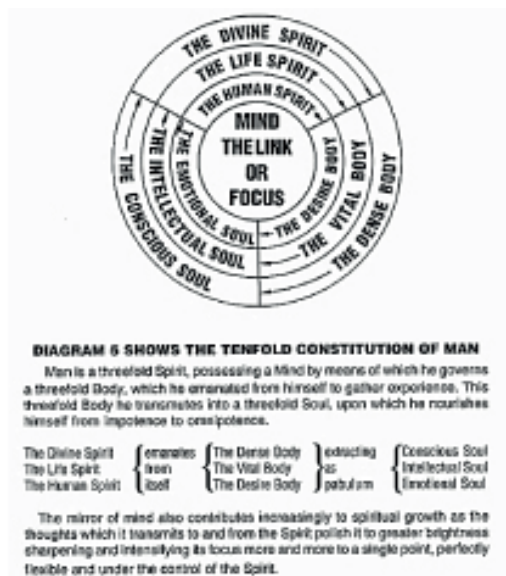 THE DIVINE SPIRIT
THE LIFE SPIRIT
THE HUMAN SPIRIT
MIND
THE LINK
OR
FOCUS
THE EMOTIONAL SOUL
THE INTELLECTUAL SOUL
THE CONSCIOUS SOUL
THE DESIRE BODY
THE VITAL BODY
THE DENSE BODY
DIAGRAM 5 SHOWS THE TENFOLD CONSTITUTION OF MAN
Man is a threefold Spirit, possessing a Mind by means of which he governs
a threefold Body, which he emanated from himself to gather experience. This
threefold Body he transmutes into a threefold Soul, upon which he nourishes
himself from impotence to omnipotence.
The Divine Spirit emanates The Dense Body extracting Conscious Soul
The Life Spirit from The Vital Body as Intellectual Soul
The Human Spirit itself The Desire Body pabulum Emotional Soul
The mirror of mind also contributes increasingly to spiritual growth as the
thoughts which it transmits to and from the Spirit polish it to greater brightness
sharpening and intensifying its focus more and more to a single point, perfectly
flexible and under the control of the Spirit.